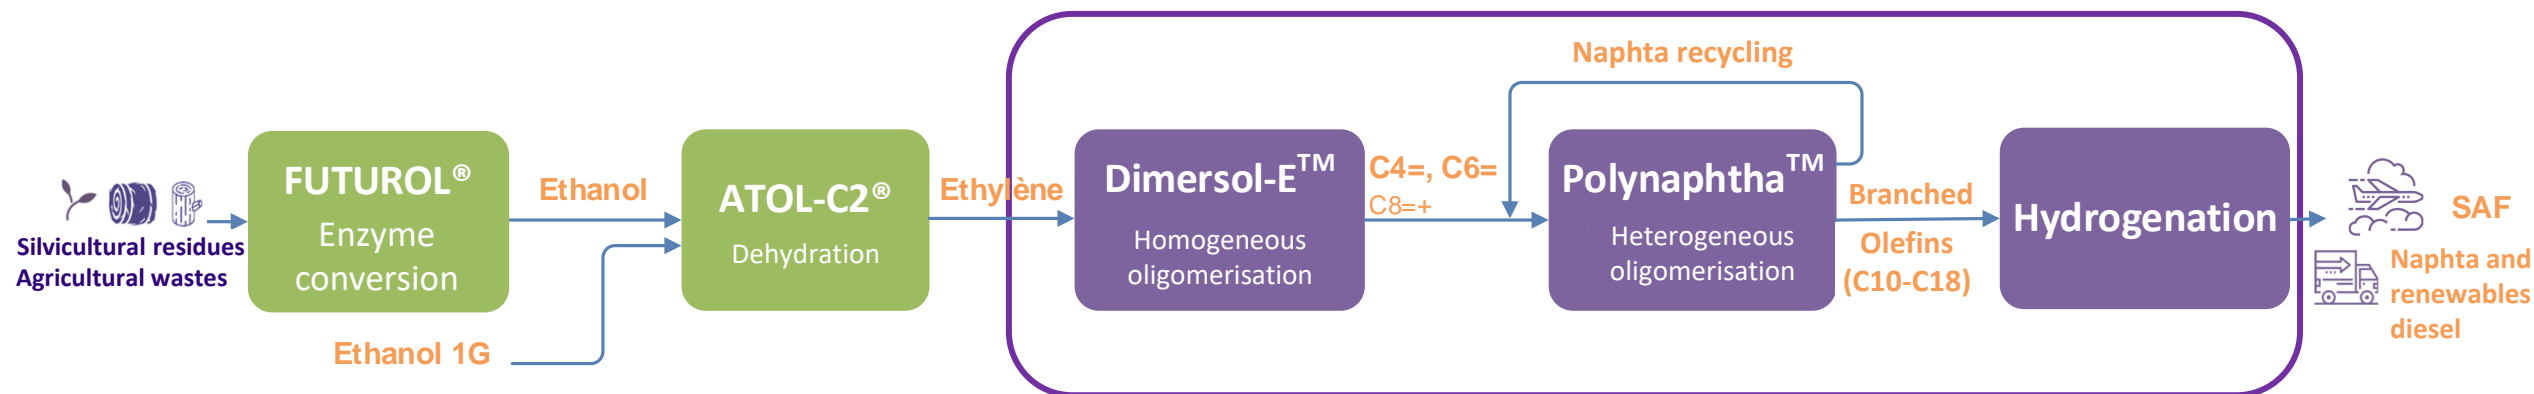 Silvicultural residues
Agricultural wastes
FUTUROL®
Enzyme
conversion
Ethanol
Ethanol 1G
ATOL-C2®
Dehydration
Ethylène
Dimersol-E™
Homogeneous
oligomerisation
C4=, C6=
C8=+
Naphta recycling
Polynaphtha™
Heterogeneous
oligomerisation
Branched
Olefins
(C10-C18)
Hydrogenation
SAF
Naphta and
renewables
diesel